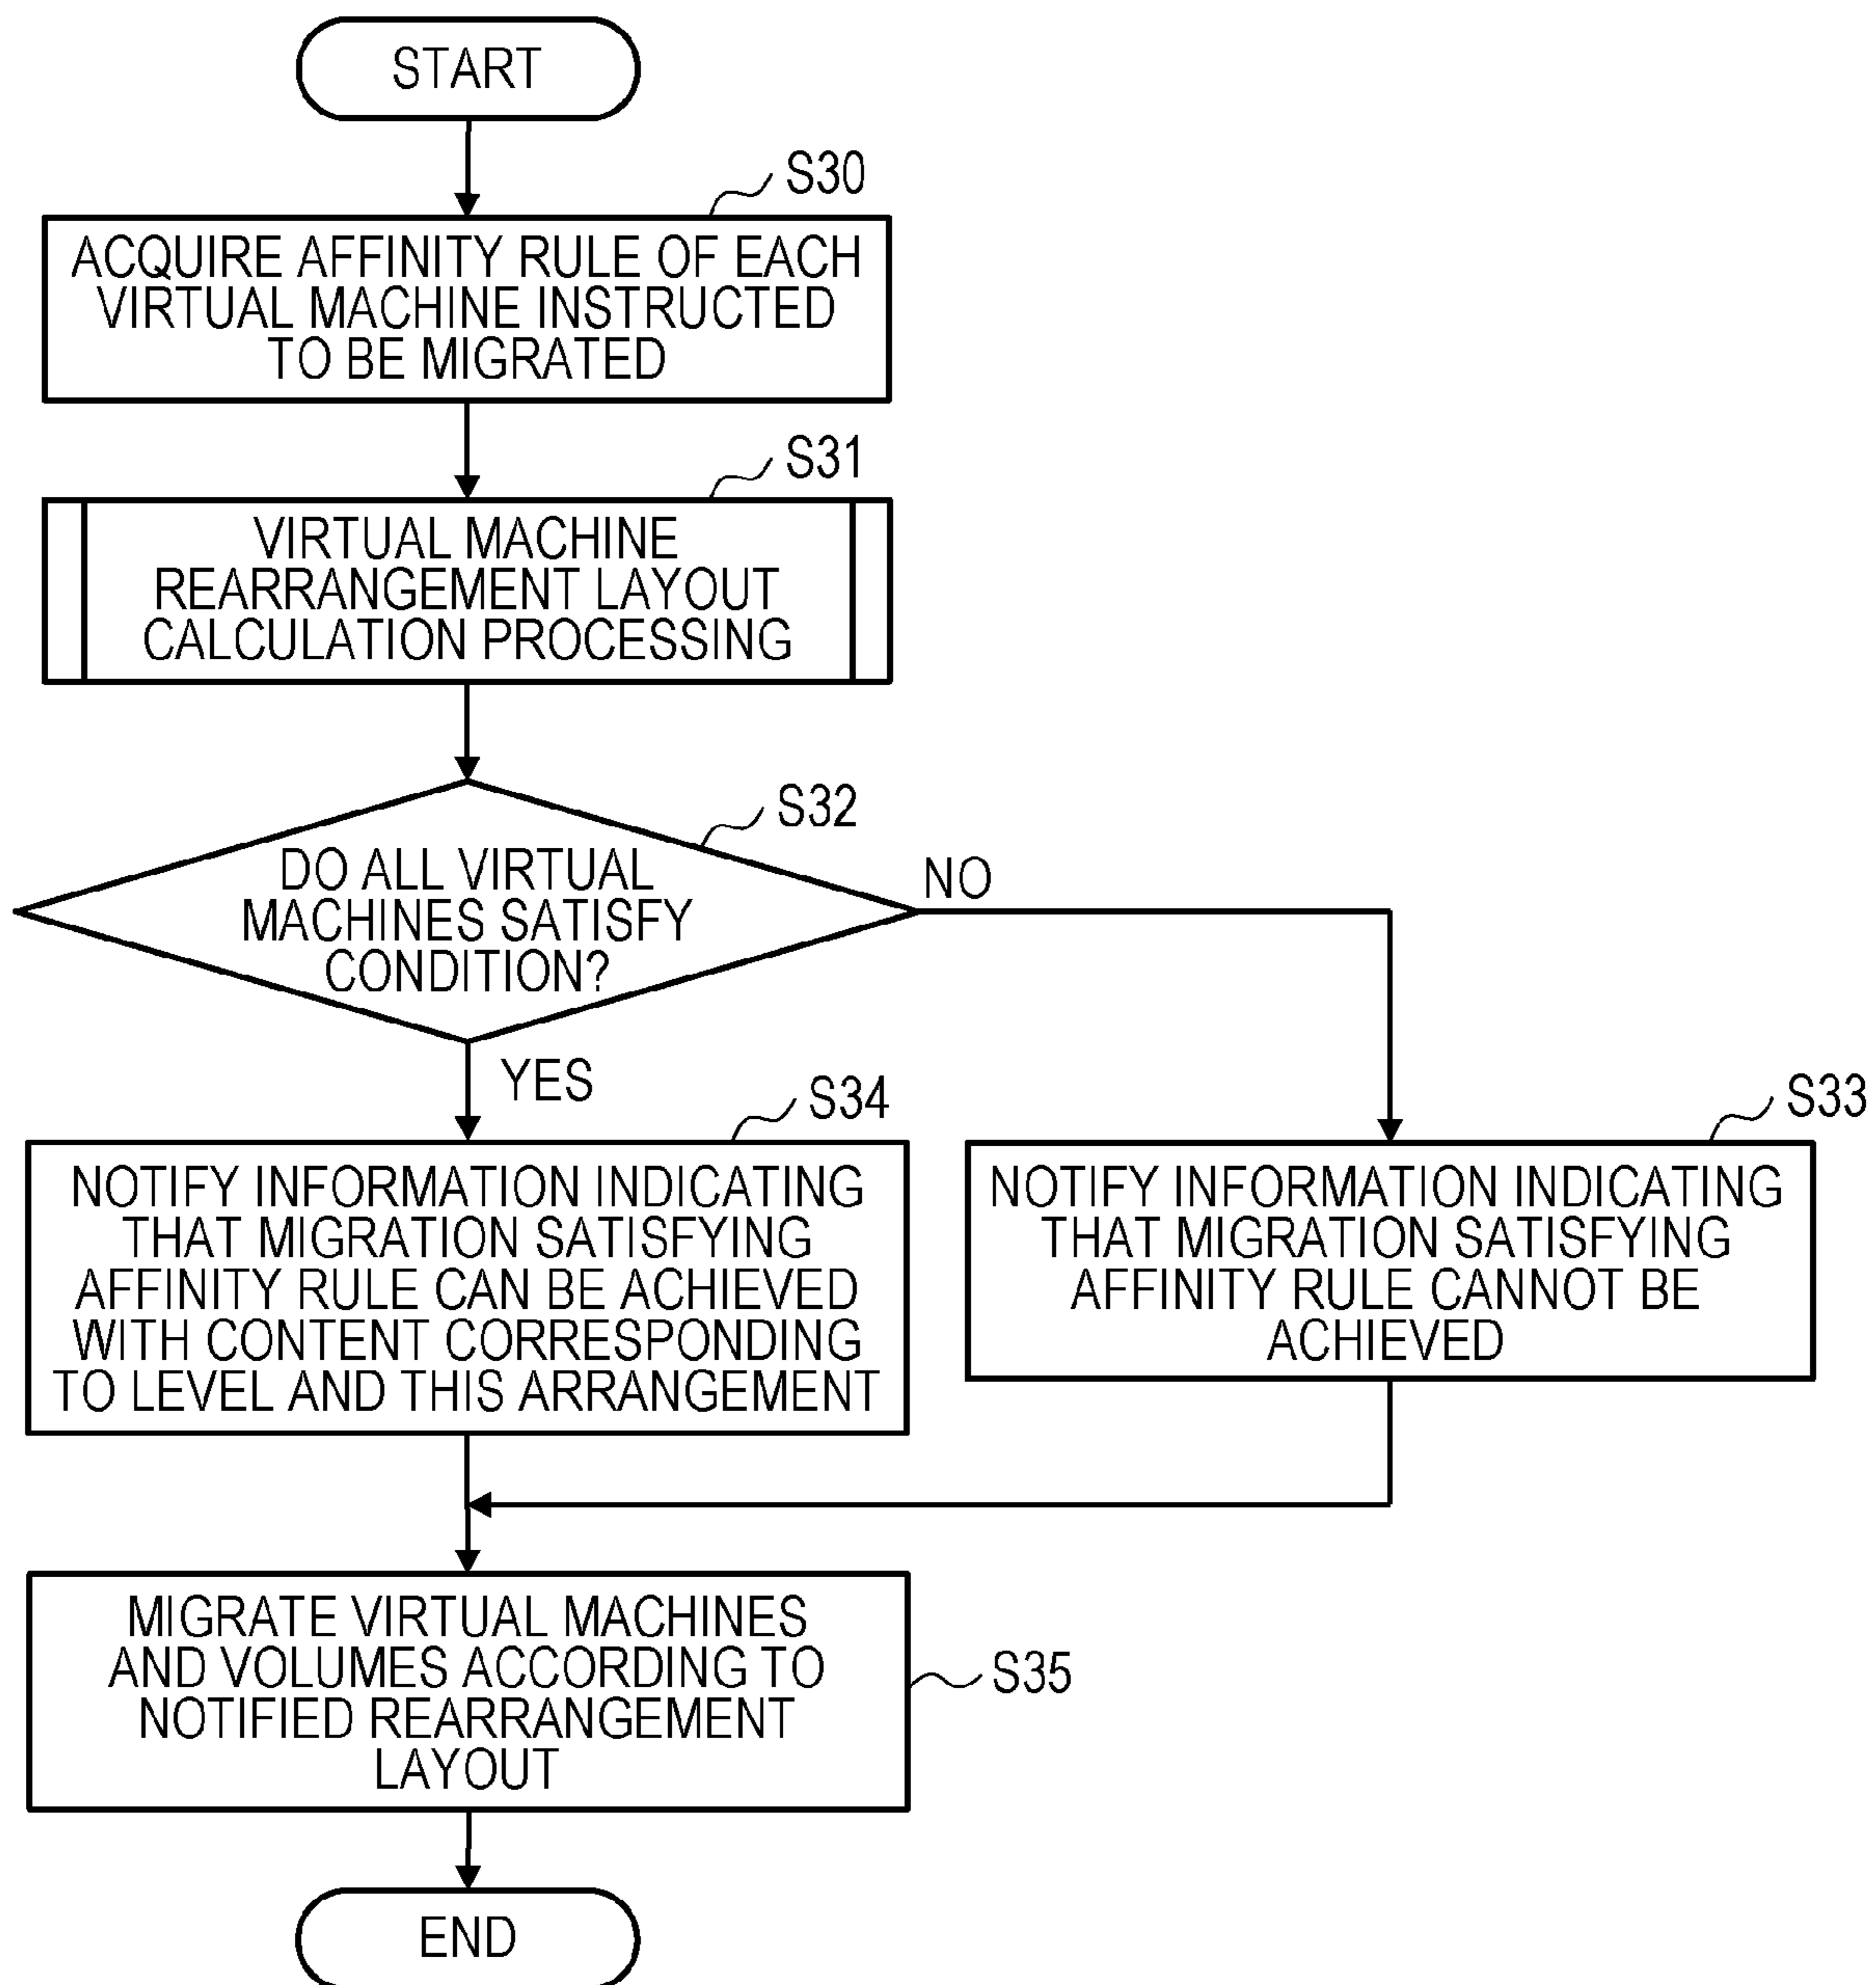 START
S30
ACQUIRE AFFINITY RULE OF EACH
VIRTUAL MACHINE INSTRUCTED
TO BE MIGRATED
S31
VIRTUAL MACHINE
REARRANGEMENT LAYOUT
CALCULATION PROCESSING
S32
DO ALL VIRTUAL
MACHINES SATISFY
CONDITION?
NO
YES
S34
NOTIFY INFORMATION INDICATING
THAT MIGRATION SATISFYING
AFFINITY RULE CAN BE ACHIEVED
WITH CONTENT CORRESPONDING
TO LEVEL AND THIS ARRANGEMENT
S33
NOTIFY INFORMATION INDICATING
THAT MIGRATION SATISFYING
AFFINITY RULE CANNOT BE
ACHIEVED
MIGRATE VIRTUAL MACHINES
AND VOLUMES ACCORDING TO
NOTIFIED REARRANGEMENT
LAYOUT
S35
END